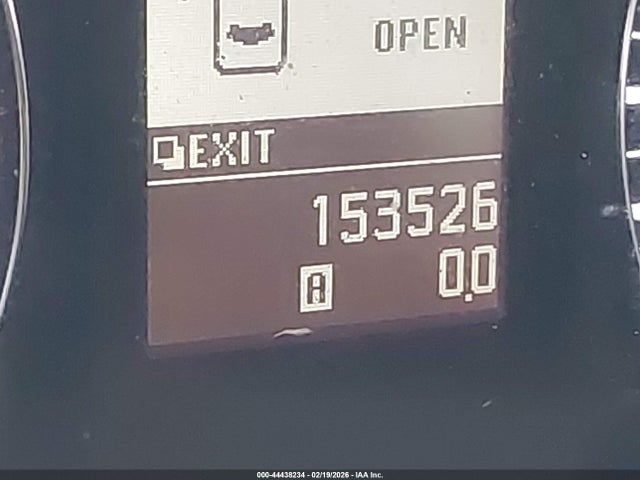 OPEN
EXIT
153526
A 0.0
000-44438234 - 02/19/2026 - IAA Inc.